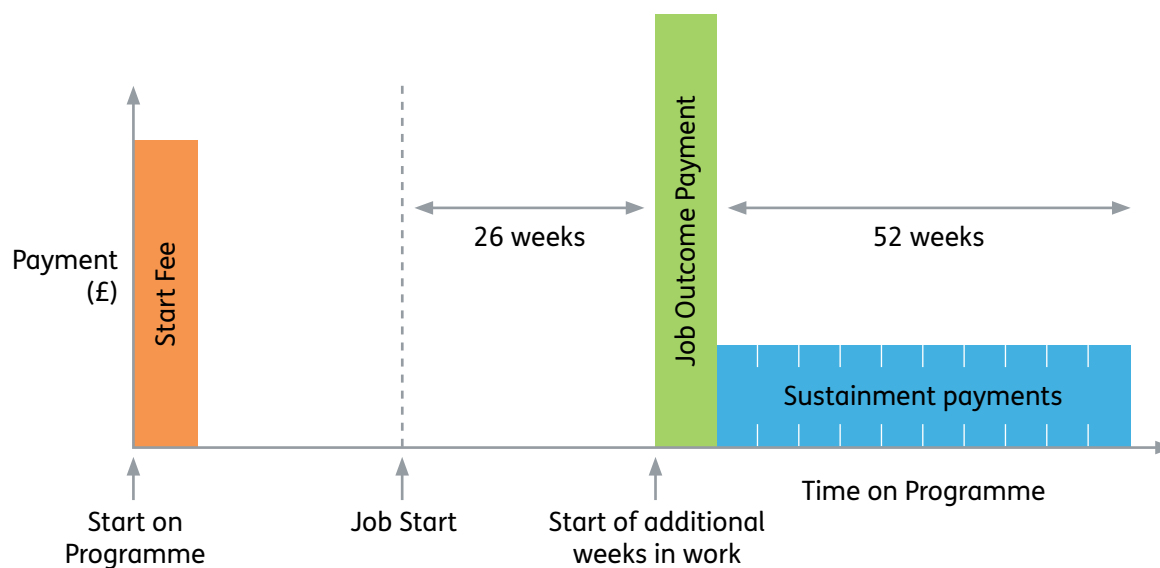 Payment
(£)
Start Fee
26 weeks
Job Outcome Payment
52 weeks
Sustainment payments
Time on Programme
Start on
Programme
Job Start
Start of additional
weeks in work